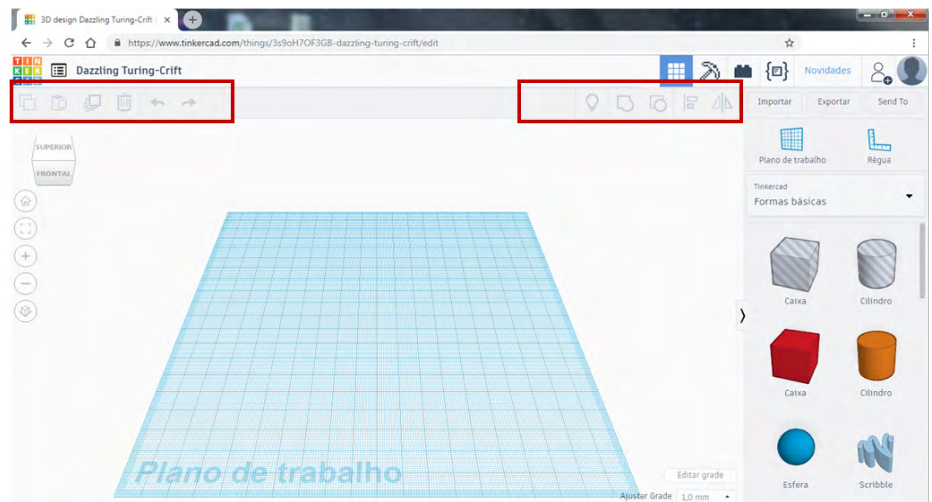 3D design Dazzling Turing-Crift
https://www.tinkercad.com/things/3s9oH7OF3GB-dazzling-turing-crift/edit
TIN
KER
CAD
Dazzling Turing-Crift
Novidades
Importar
Exportar
Send To
SUPERIOR
FRONTAL
Plano de trabalho
Régua
Tinkercad
Formas básicas
Caixa
Cilindro
Caixa
Cilindro
Esfera
Scribble
Plano de trabalho
Editar grade
Ajustar Grade 1,0 mm